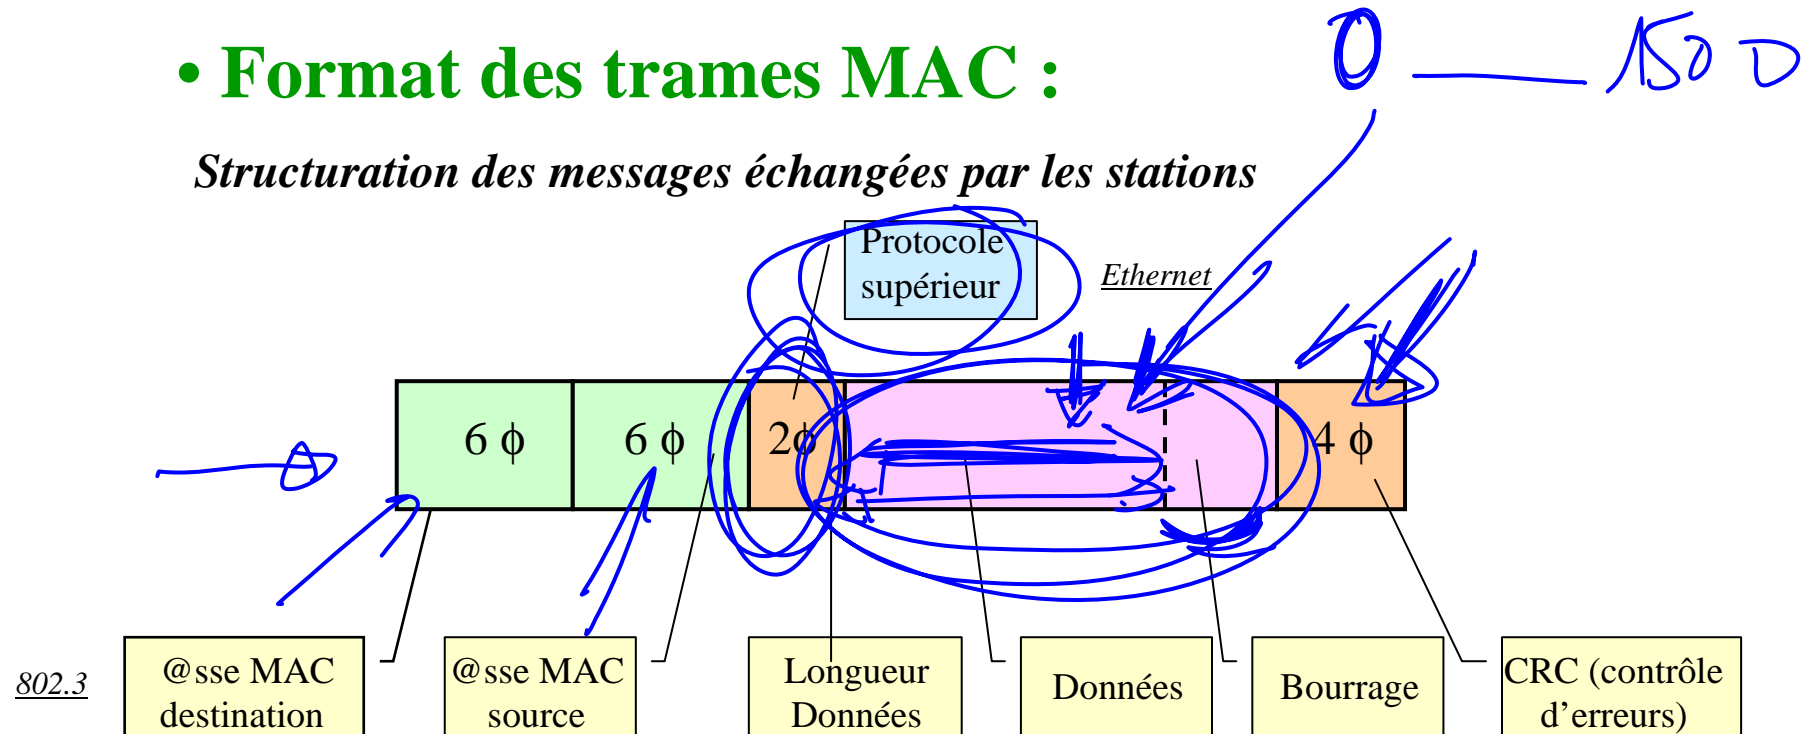 • Format des trames MAC :
0 — 1500
Structuration des messages échangées par les stations
Protocole
supérieur
Ethernet
6 ϕ
6 ϕ
2ϕ
4 ϕ
802.3
@sse MAC
destination
@sse MAC
source
Longueur
Données
Données
Bourrage
CRC (contrôle
d’erreurs)